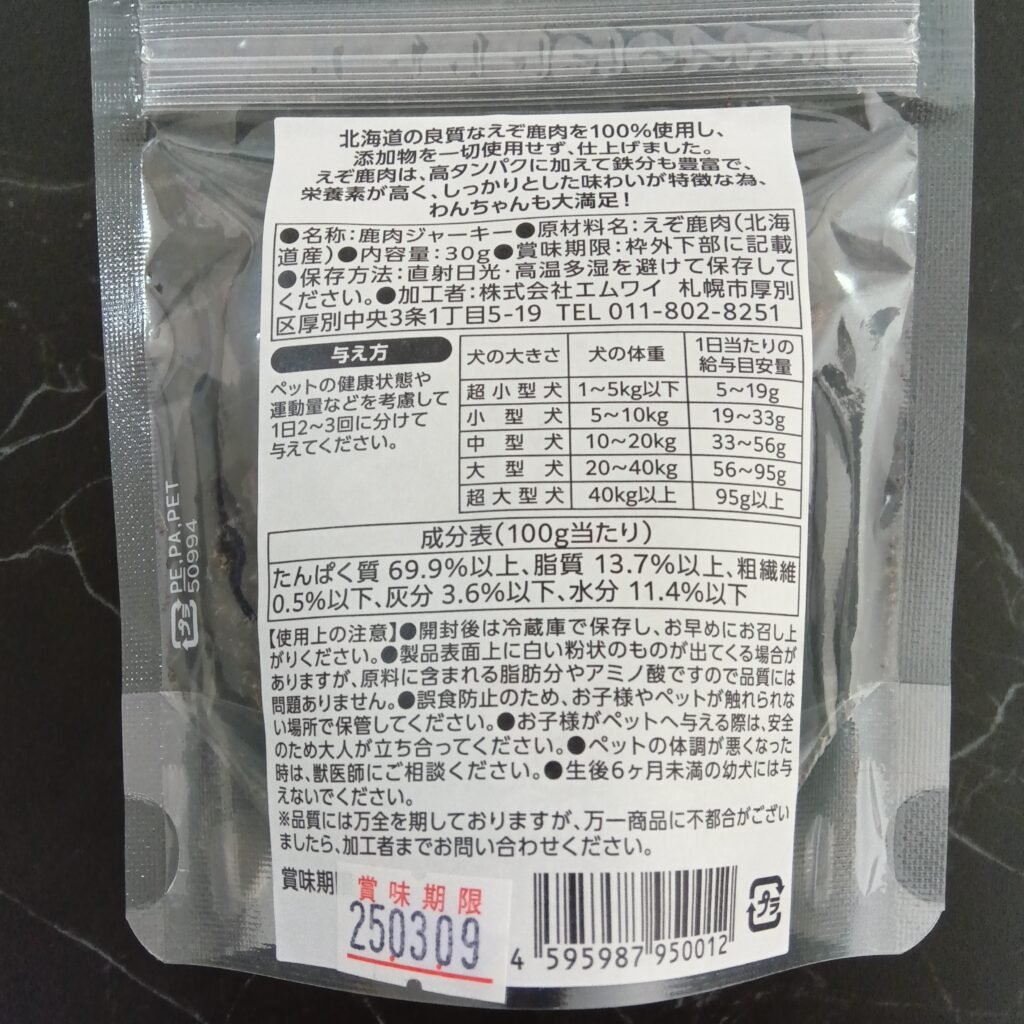 北海道の良質なえぞ鹿肉を100%使用し、
添加物を一切使用せず、仕上げました。
えぞ鹿肉は、高タンパクに加えて鉄分も豊富で、
栄養素が高く、しっかりとした味わいが特徴な為、
わんちゃんも大満足!
●名称:鹿肉ジャーキー●原材料名:えぞ鹿肉(北海
道産)●内容量:30g●賞味期限:枠外下部に記載
●保存方法:直射日光・高温多湿を避けて保存して
ください。●加工者:株式会社エムワイ 札幌市厚別
区厚別中央3条1丁目5-19 TEL 011-802-8251
与え方
ペットの健康状態や
運動量などを考慮して
1日2〜3回に分けて
与えてください。
犬の大きさ 犬の体重 1日当たりの給与目安量
超小型犬 1〜5kg以下 5〜19g
小型犬 5〜10kg 19〜33g
中型犬 10〜20kg 33〜56g
大型犬 20〜40kg 56〜95g
超大型犬 40kg以上 95g以上
成分表(100g当たり)
たんぱく質 69.9%以上、脂質 13.7%以上、粗繊維
0.5%以下、灰分 3.6%以下、水分 11.4%以下
【使用上の注意】●開封後は冷蔵庫で保存し、お早めにお召し上
がりください。●製品表面上に白い粉状のものが出てくる場合が
ありますが、原料に含まれる脂肪分やアミノ酸ですので品質には
問題ありません。●誤食防止のため、お子様やペットが触れられな
い場所で保管してください。●お子様がペットへ与える際は、安全
のため大人が立ち合ってください。●ペットの体調が悪くなった
時は、獣医師にご相談ください。●生後6ヶ月未満の幼犬には与
えないでください。
※品質には万全を期しておりますが、万一商品に不都合がござい
ましたら、加工者までお問い合わせください。
賞味期
賞味期限
250309
4 595987 950012
プラ
プラ PE,PA,PET
50994